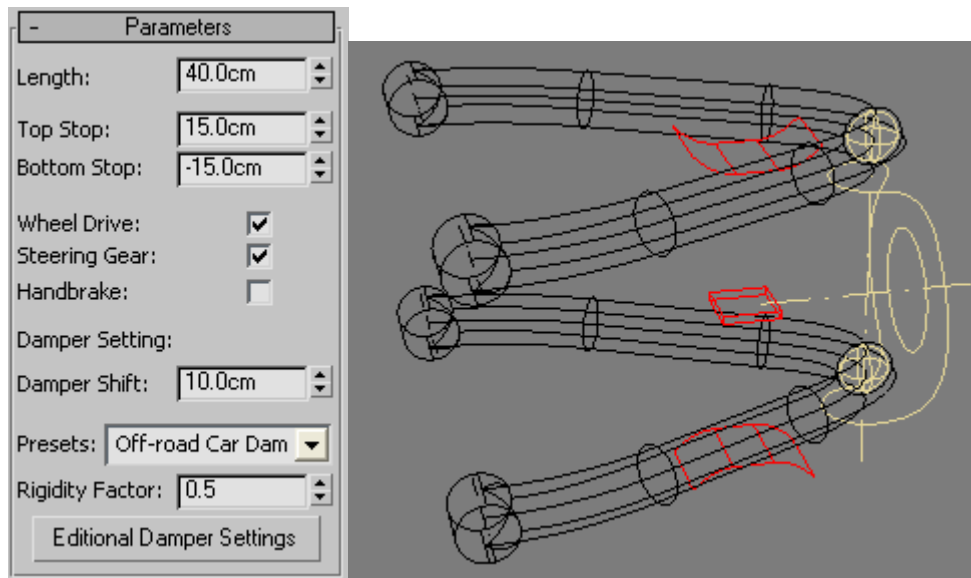 - Parameters
Length: 40.0cm
Top Stop: 15.0cm
Bottom Stop: -15.0cm
Wheel Drive:
Steering Gear:
Handbrake:
Damper Setting:
Damper Shift: 10.0cm
Presets: Off-road Car Dam
Rigidity Factor: 0.5
Editional Damper Settings